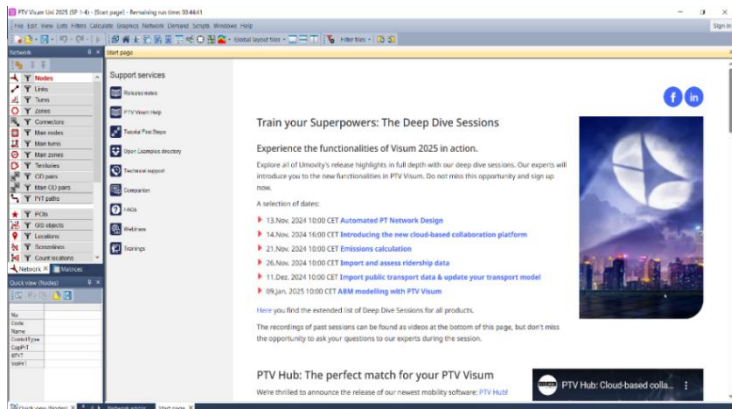 PTV Visum Uni 2025 (SP 1-4) - [Start page] - Remaining run time: 00:44:41
File Edit View Lists Filters Calculate Graphics Network Demand Scripts Windows Help
Sign in
Global layout files
Filter files
Network
Start page
Nodes
Links
Turns
Zones
Connectors
Main nodes
Main turns
Main zones
Territories
OD pairs
Main OD pairs
PrT paths
POIs
GIS objects
Locations
Screenlines
Count locations
Network
Matrices
Quick view (Nodes)
No
Code
Name
ControlType
CapPrT
Support services
Release notes
PTV Visum Help
Tutorial First Steps
Open Examples directory
Technical support
Companion
FAQs
Webinars
Trainings
Train your Superpowers: The Deep Dive Sessions
Experience the functionalities of Visum 2025 in action.
Explore all of Umovity's release highlights in full depth with our deep dive sessions. Our experts will
introduce you to the new functionalities in PTV Visum. Do not miss this opportunity and sign up
now.
A selection of dates:
13.Nov. 2024 10:00 CET Automated PT Network Design
14.Nov. 2024 16:00 CET Introducing the new cloud-based collaboration platform
21.Nov. 2024 10:00 CET Emissions calculation
26.Nov. 2024 10:00 CET Import and assess ridership data
11.Dez. 2024 10:00 CET Import public transport data & update your transport model
09.Jan. 2025 10:00 CET ABM modelling with PTV Visum
Here you find the extended list of Deep Dive Sessions for all products.
The recordings of past sessions can be found as videos at the bottom of this page, but don't miss
the opportunity to ask your questions to our experts during the session.
PTV Hub: The perfect match for your PTV Visum
We're thrilled to announce the release of our newest mobility software: PTV Hub!
f in
PTV Hub: Cloud-based colla...
Quick view (Nodes)
Network editor
Start page